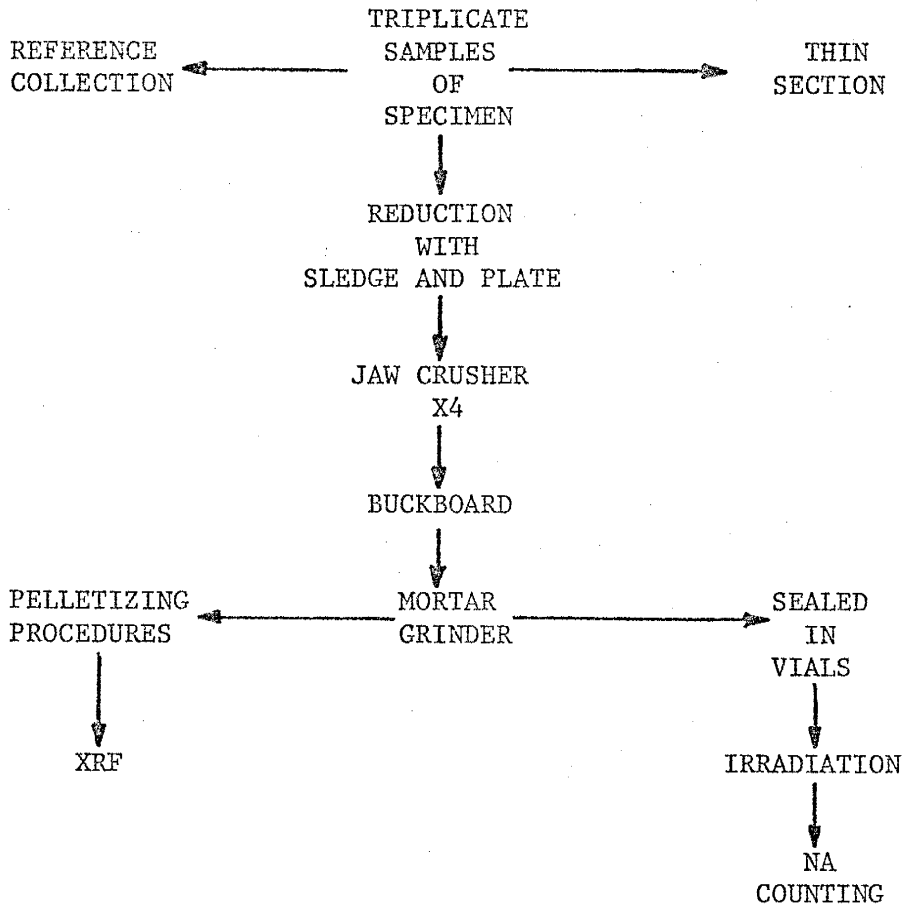 TRIPLICATE
SAMPLES
OF
SPECIMEN
REFERENCE
COLLECTION
THIN
SECTION
REDUCTION
WITH
SLEDGE AND PLATE
JAW CRUSHER
X4
BUCKBOARD
MORTAR
GRINDER
PELLETIZING
PROCEDURES
XRF
SEALED
IN
VIALS
IRRADIATION
NA
COUNTING